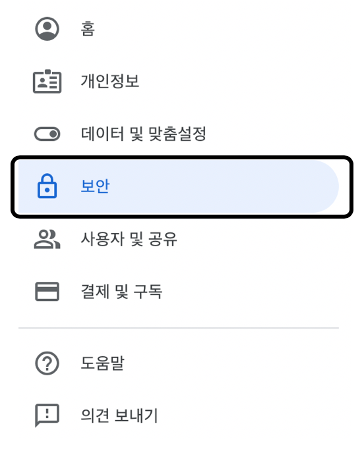 홈
개인정보
데이터 및 맞춤설정
보안
사용자 및 공유
결제 및 구독
도움말
의견 보내기